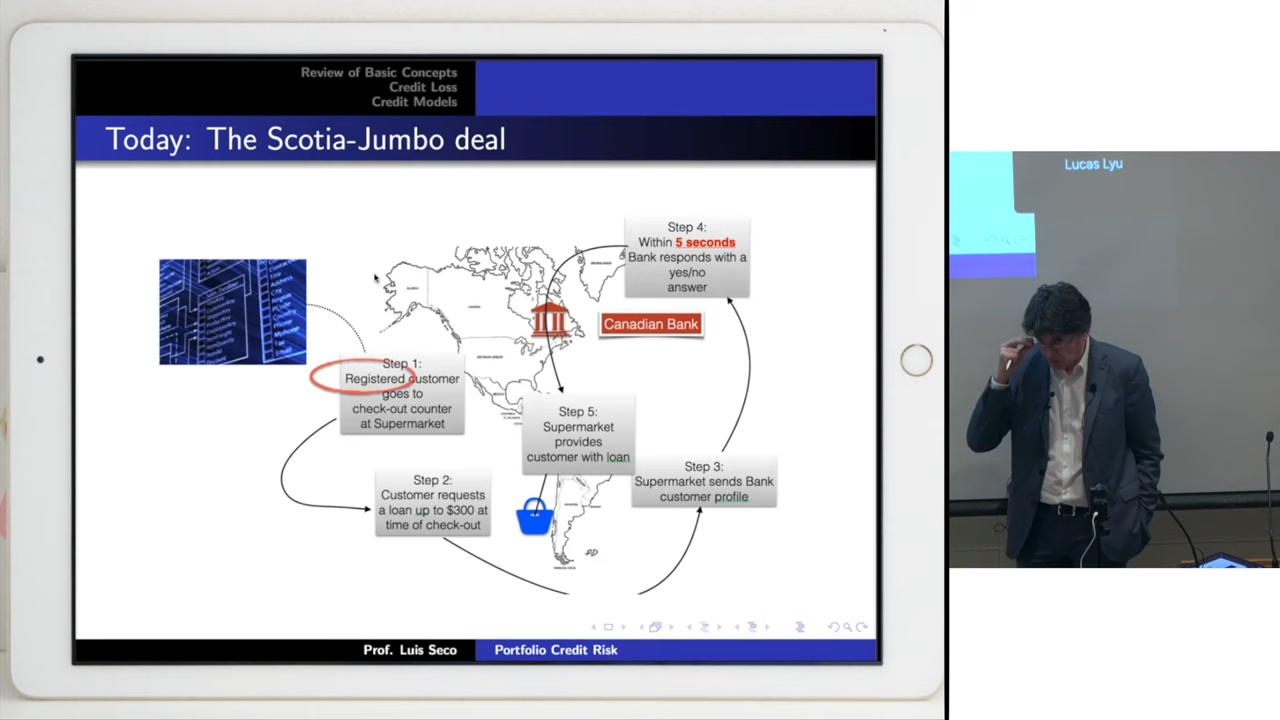 Review of Basic Concepts
Credit Loss
Credit Models
Today: The Scotia-Jumbo deal
Step 1:
Registered customer
goes to
check-out counter
at Supermarket
Step 2:
Customer requests
a loan up to $300 at
time of check-out
Step 3:
Supermarket sends Bank
customer profile
Step 4:
Within 5 seconds
Bank responds with a
yes/no
answer
Canadian Bank
Step 5:
Supermarket
provides
customer with loan
Prof. Luis Seco
Portfolio Credit Risk
Lucas Lyu